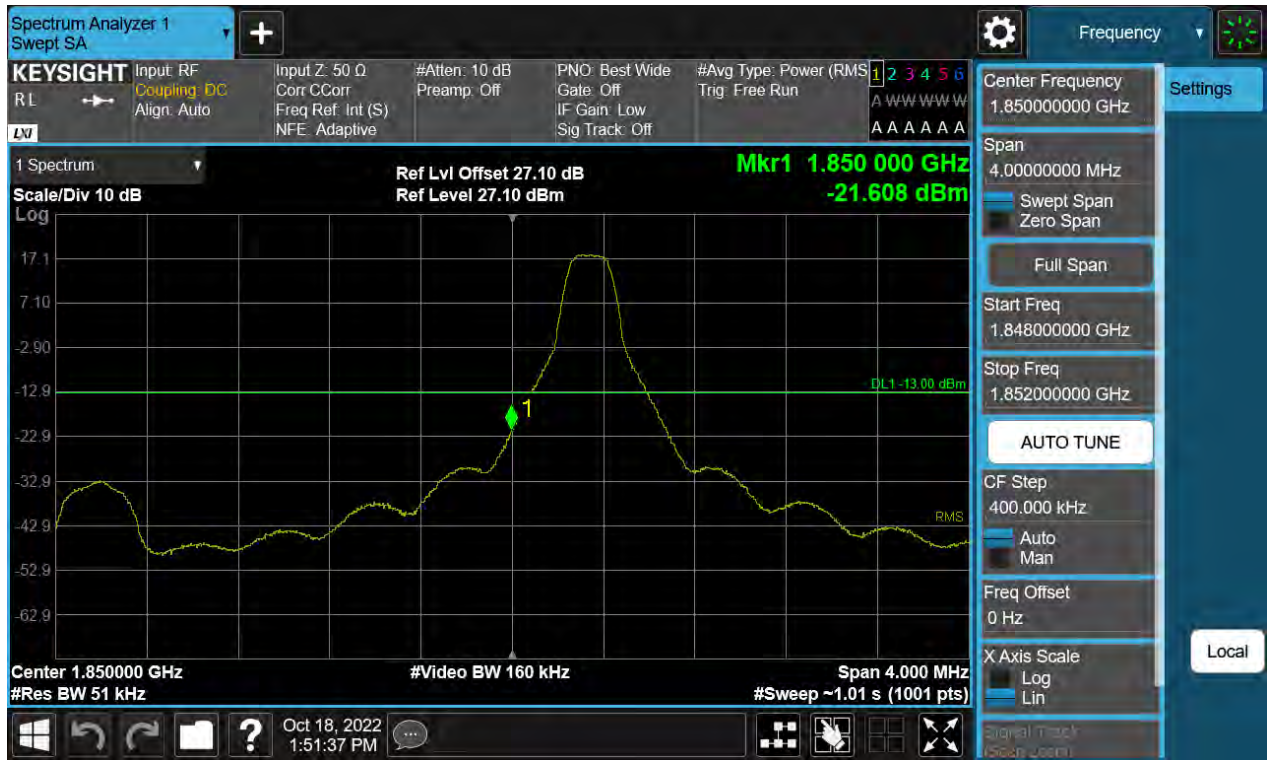 Spectrum Analyzer 1
Swept SA
+
Frequency
KEYSIGHT
RL
LXI
Input: RF
Coupling: DC
Align: Auto
Input Z: 50 Ω
Corr CCorr
Freq Ref: Int (S)
NFE: Adaptive
#Atten: 10 dB
Preamp: Off
PNO: Best Wide
Gate: Off
IF Gain: Low
Sig Track: Off
#Avg Type: Power (RMS
Trig: Free Run
1 2 3 4 5 6
A W W W W W
A A A A A A
1 Spectrum
Scale/Div 10 dB
Log
Ref Lvl Offset 27.10 dB
Ref Level 27.10 dBm
Mkr1 1.850 000 GHz
-21.608 dBm
17.1
7.10
-2.90
-12.9
-22.9
-32.9
-42.9
-52.9
-62.9
DL1 -13.00 dBm
1
RMS
Center 1.850000 GHz
#Res BW 51 kHz
#Video BW 160 kHz
Span 4.000 MHz
#Sweep ~1.01 s (1001 pts)
Center Frequency
1.850000000 GHz
Span
4.00000000 MHz
Swept Span
Zero Span
Full Span
Start Freq
1.848000000 GHz
Stop Freq
1.852000000 GHz
AUTO TUNE
CF Step
400.000 kHz
Auto
Man
Freq Offset
0 Hz
X Axis Scale
Log
Lin
Signal Track
(Span Zoom)
Settings
Local
?
Oct 18, 2022
1:51:37 PM